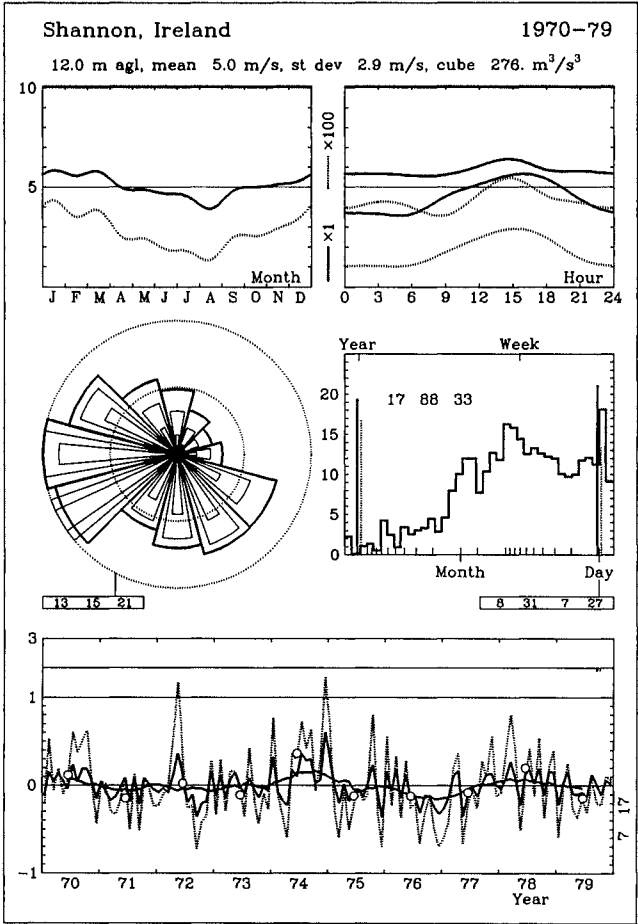 Shannon, Ireland 1970-79
12.0 m agl, mean 5.0 m/s, st dev 2.9 m/s, cube 276. m³/s³
10
5
Month
J F M A M J J A S O N D
×1 ×100
Hour
0 3 6 9 12 15 18 21 24
Year Week
20
15
10
5
0
17 88 33
Month Day
13 15 21
8 31 7 27
3
1
0
-1
70 71 72 73 74 75 76 77 78 79
Year
7 17